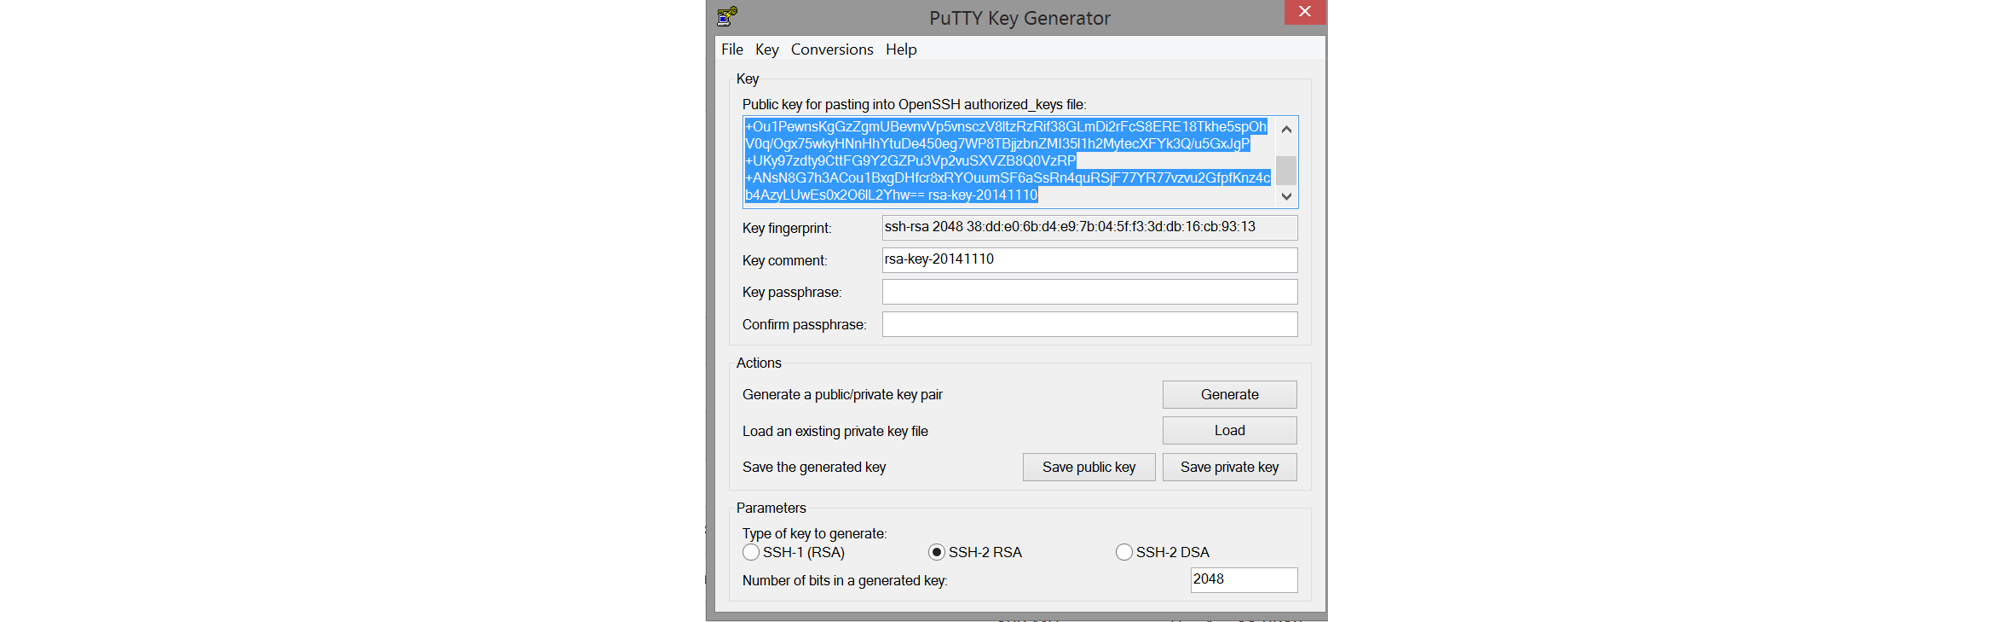 PuTTY Key Generator
File Key Conversions Help
Key
Public key for pasting into OpenSSH authorized_keys file:
+Ou1PewnsKgGzZgmUBevnvVp5vnsczV8ltzRzRif38GLmDi2rFcS8ERE18Tkhe5spOh
V0q/Ogx75wkyHNnHhYtuDe450eg7WP8TBjjzbnZMI35l1h2MytecXFYk3Q/u5GxJgP
+UKy97zdty9CttFG9Y2GZPu3Vp2vuSXVZB8Q0VzRP
+ANsN8G7h3ACou1BxgDHfcr8xRYOuumSF6aSsRn4quRSjF77YR77vzvu2GfpfKnz4c
b4AzyLUwEs0x2O6lL2Yhw== rsa-key-20141110
Key fingerprint: ssh-rsa 2048 38:dd:e0:6b:d4:e9:7b:04:5f:f3:3d:db:16:cb:93:13
Key comment: rsa-key-20141110
Key passphrase:
Confirm passphrase:
Actions
Generate a public/private key pair Generate
Load an existing private key file Load
Save the generated key Save public key Save private key
Parameters
Type of key to generate:
SSH-1 (RSA) SSH-2 RSA SSH-2 DSA
Number of bits in a generated key: 2048